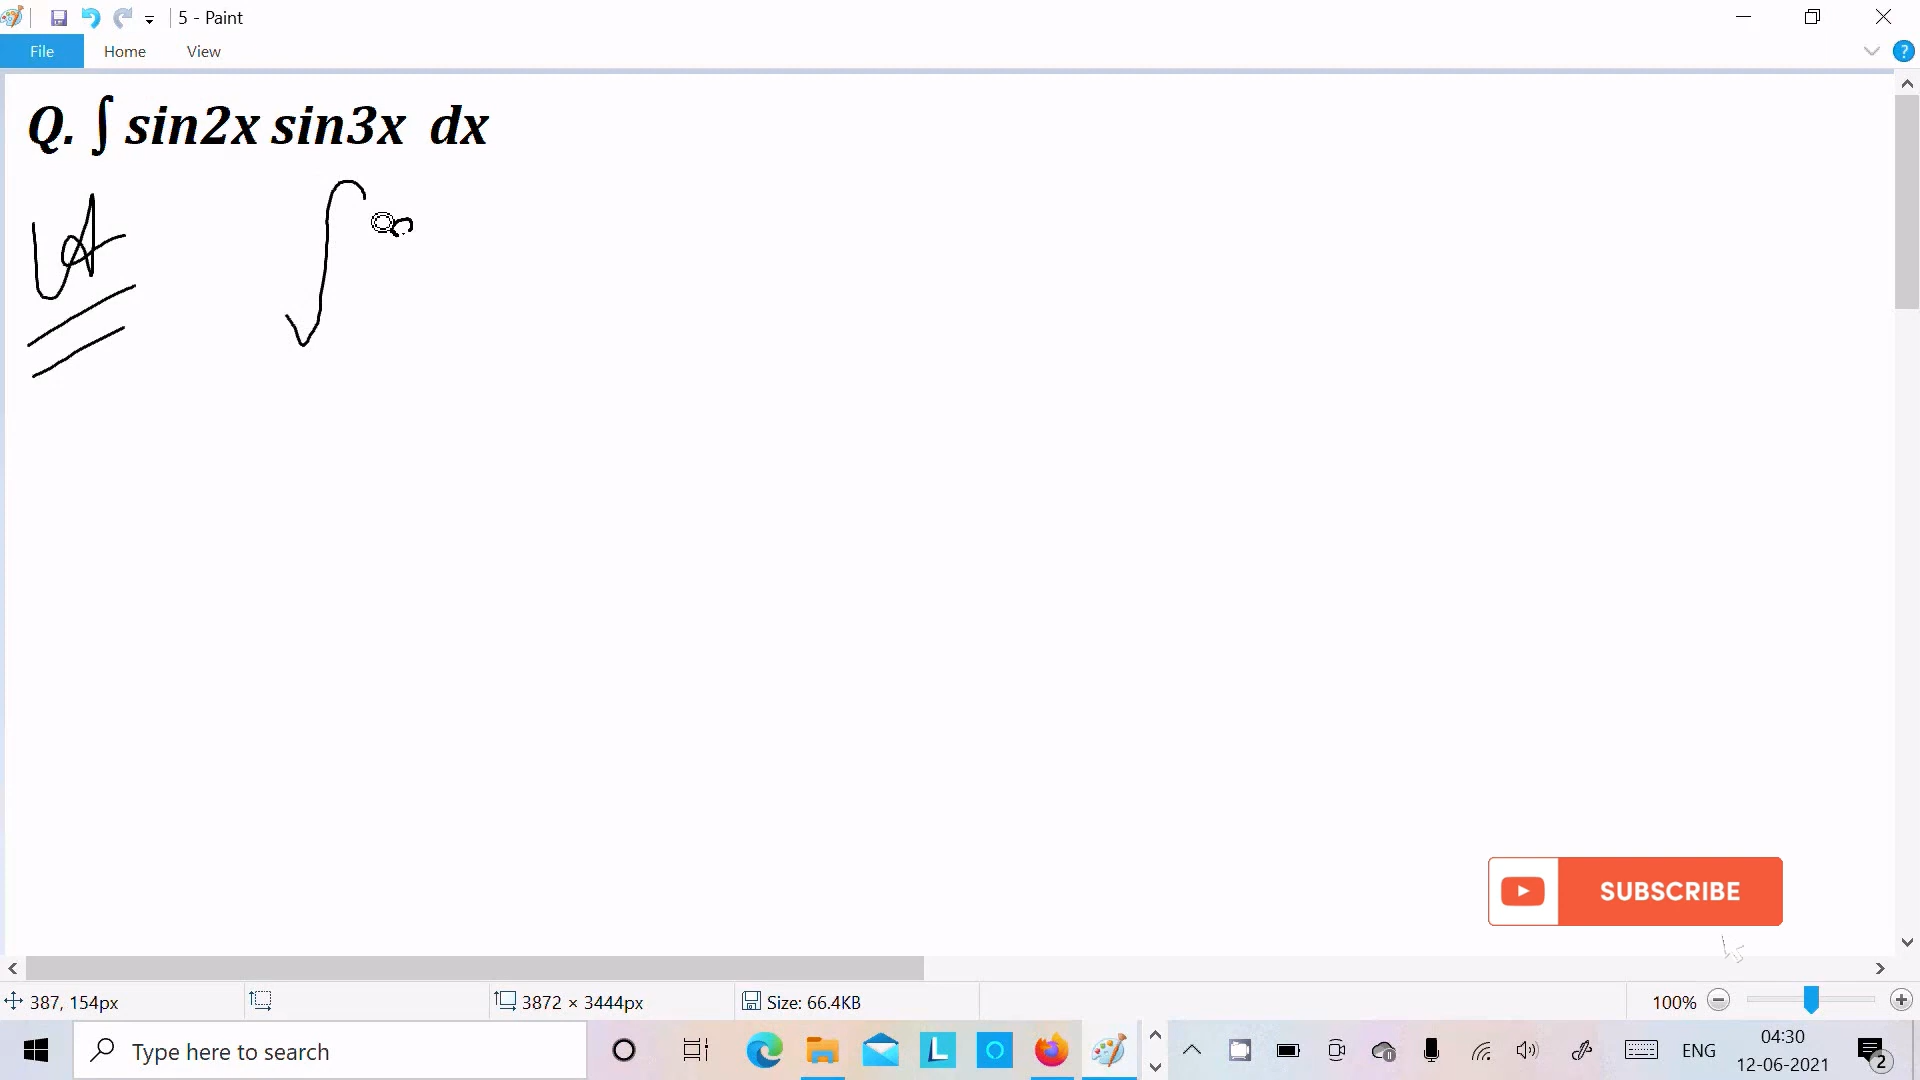 5 - Paint
File Home View
Q. ∫ sin2x sin3x dx
∫
SUBSCRIBE
387, 154px 3872 × 3444px Size: 66.4KB 100%
Type here to search L ENG 04:30
12-06-2021 2